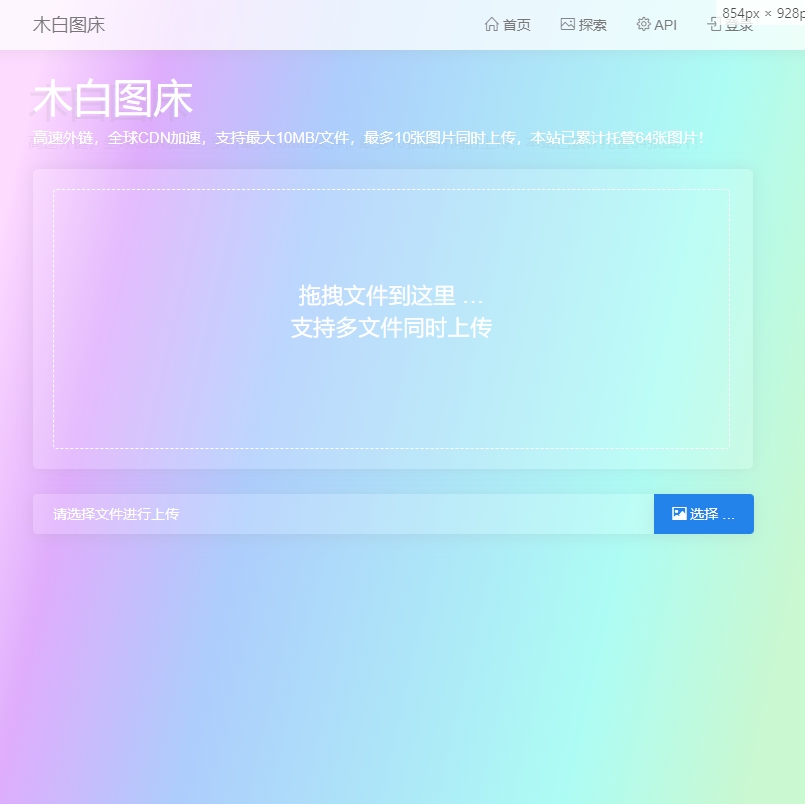 木白图床
首页 探索 API 登录
854px × 928p
木白图床
高速外链，全球CDN加速，支持最大10MB/文件，最多10张图片同时上传，本站已累计托管64张图片！
拖拽文件到这里 …
支持多文件同时上传
请选择文件进行上传
选择 …